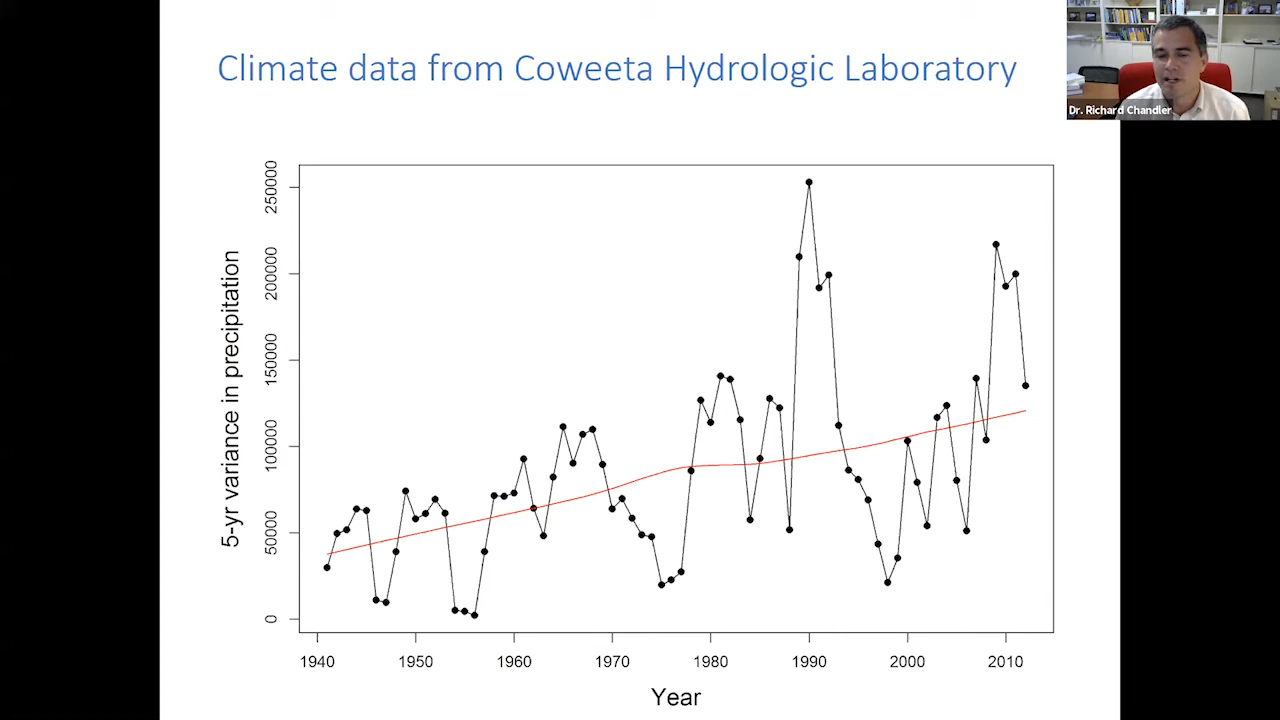 Climate data from Coweeta Hydrologic Laboratory
Dr. Richard Chandler
5-yr variance in precipitation
250000
200000
150000
100000
50000
0
1940 1950 1960 1970 1980 1990 2000 2010
Year